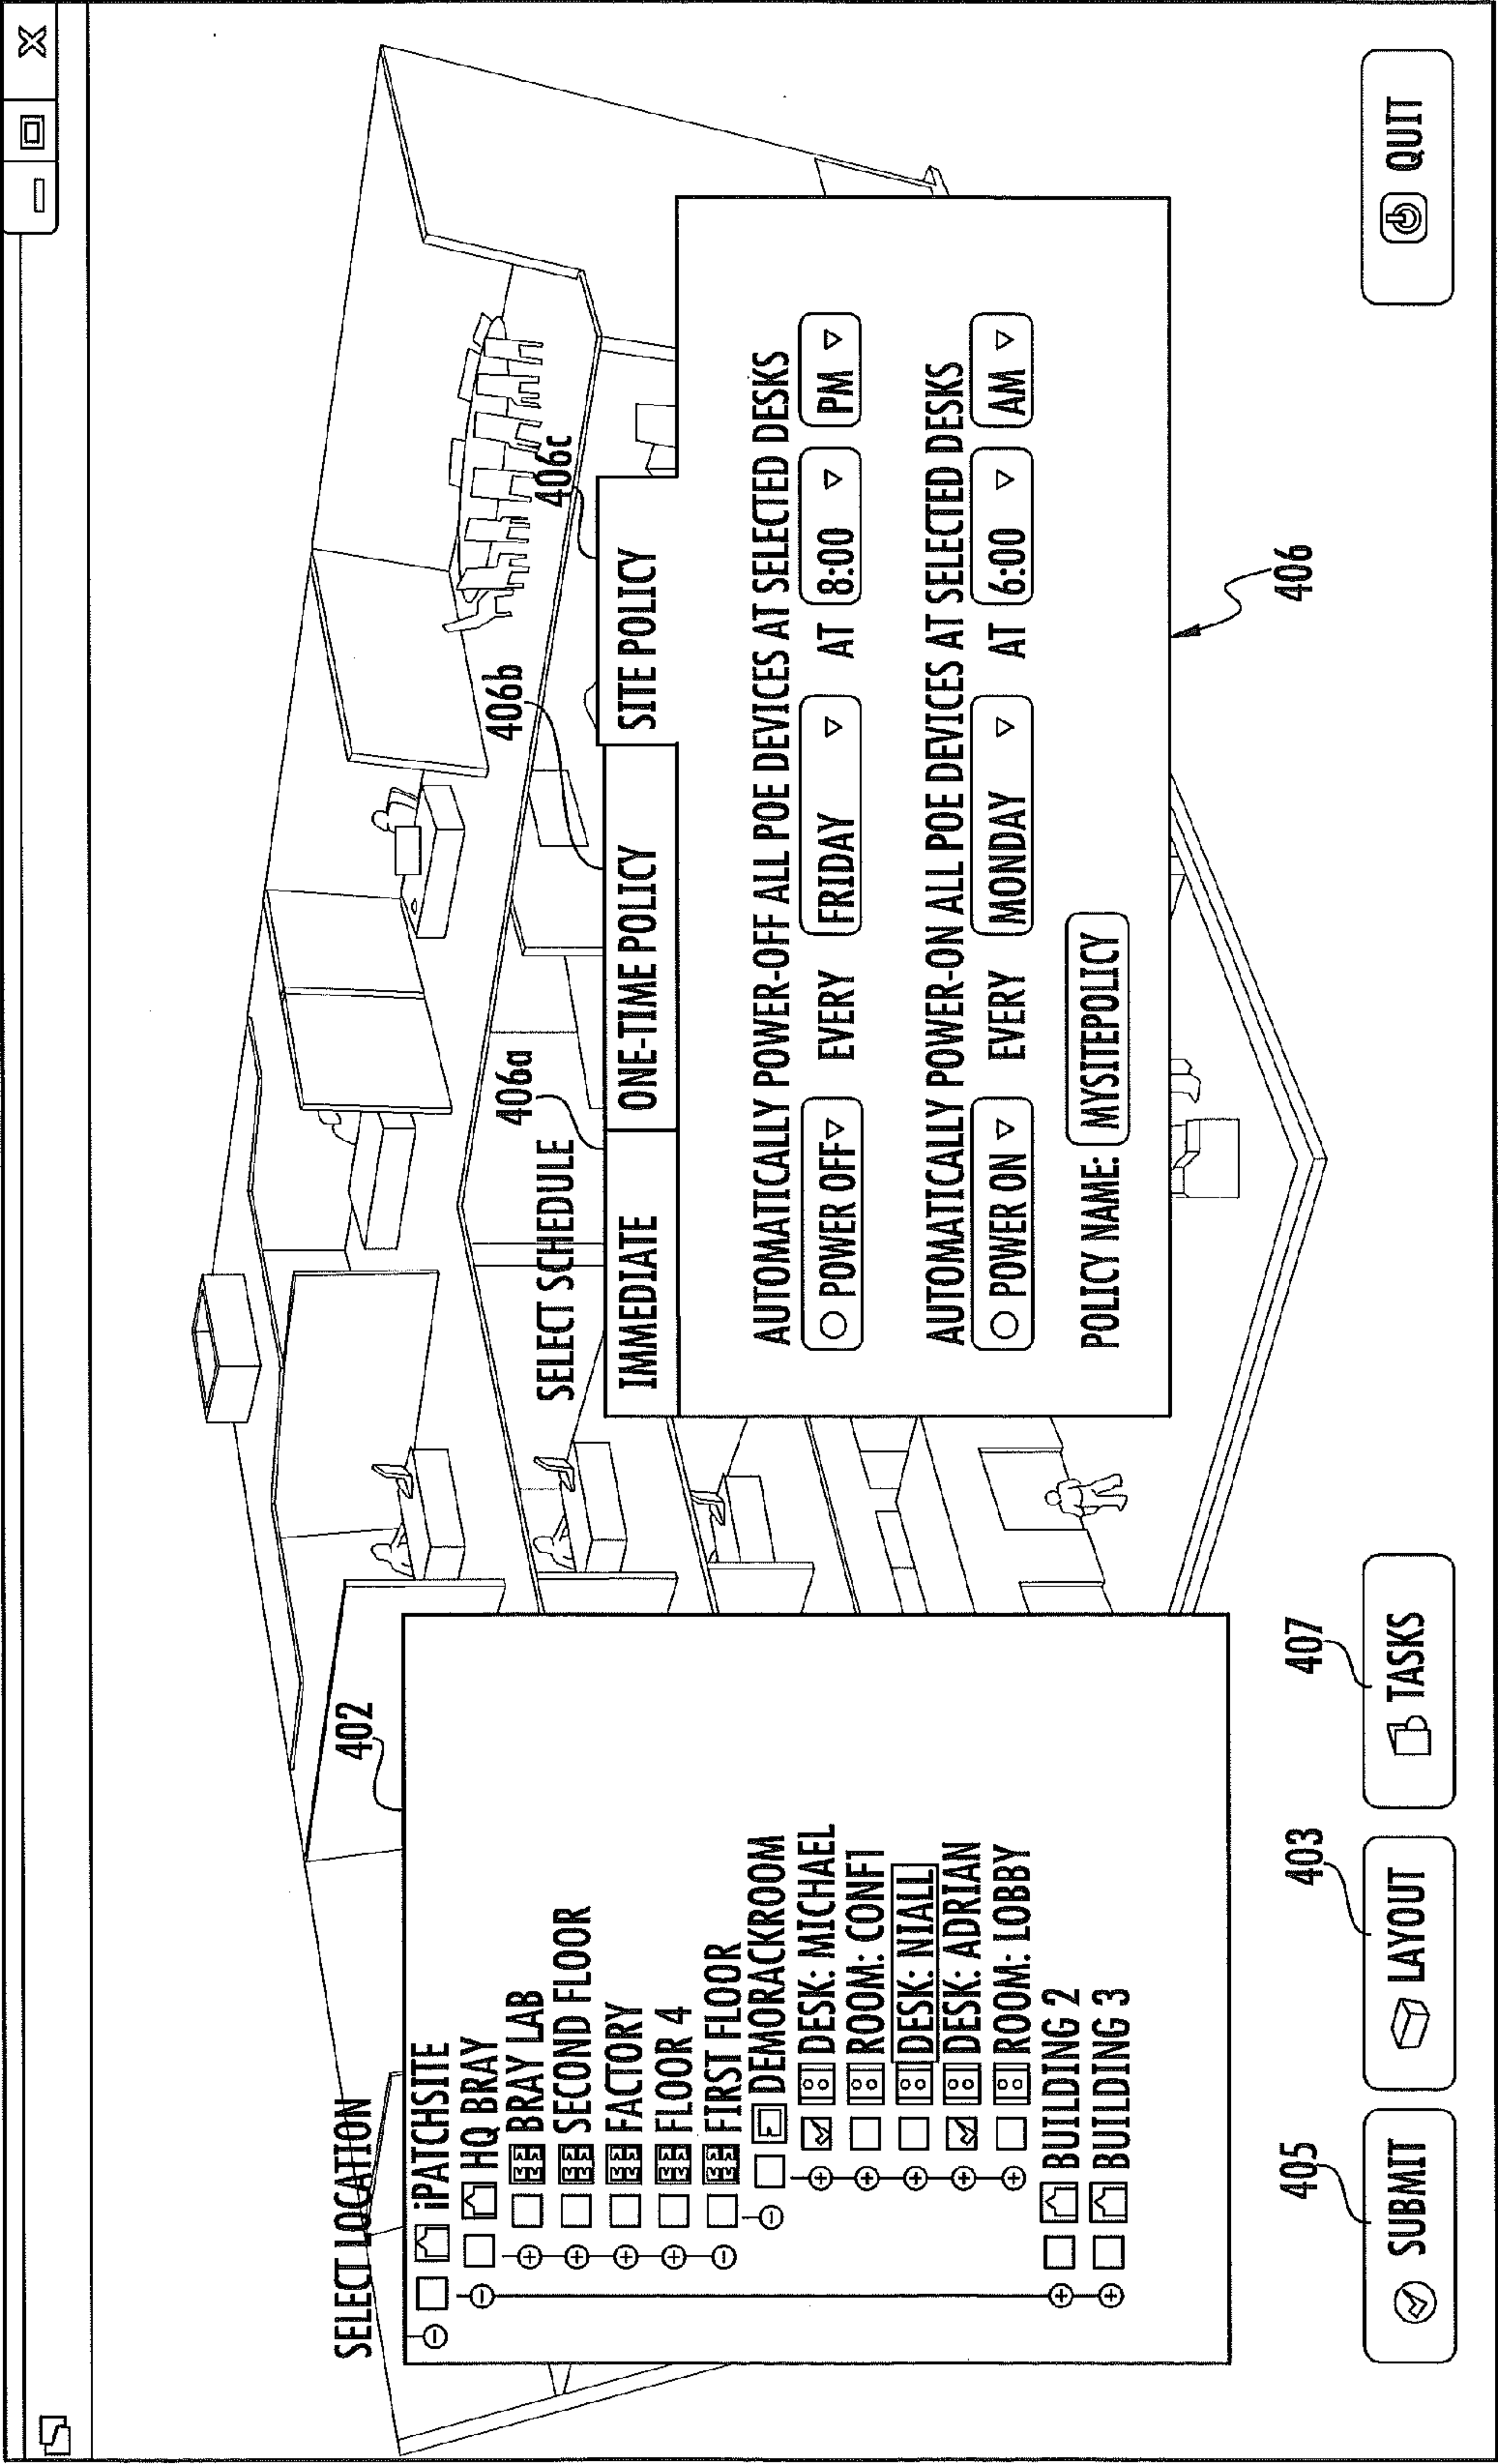 SELECT LOCATION
402
iPATCHSITE
HQ BRAY
BRAY LAB
SECOND FLOOR
FACTORY
FLOOR 4
FIRST FLOOR
DEMORACKROOM
DESK: MICHAEL
ROOM: CONF1
DESK: NIALL
DESK: ADRIAN
ROOM: LOBBY
BUILDING 2
BUILDING 3
SELECT SCHEDULE
406a
406b
406c
IMMEDIATE
ONE-TIME POLICY
SITE POLICY
AUTOMATICALLY POWER-OFF ALL POE DEVICES AT SELECTED DESKS
POWER OFF EVERY FRIDAY AT 8:00 PM
AUTOMATICALLY POWER-ON ALL POE DEVICES AT SELECTED DESKS
POWER ON EVERY MONDAY AT 6:00 AM
POLICY NAME: MYSITEPOLICY
406
405
403
407
SUBMIT
LAYOUT
TASKS
QUIT